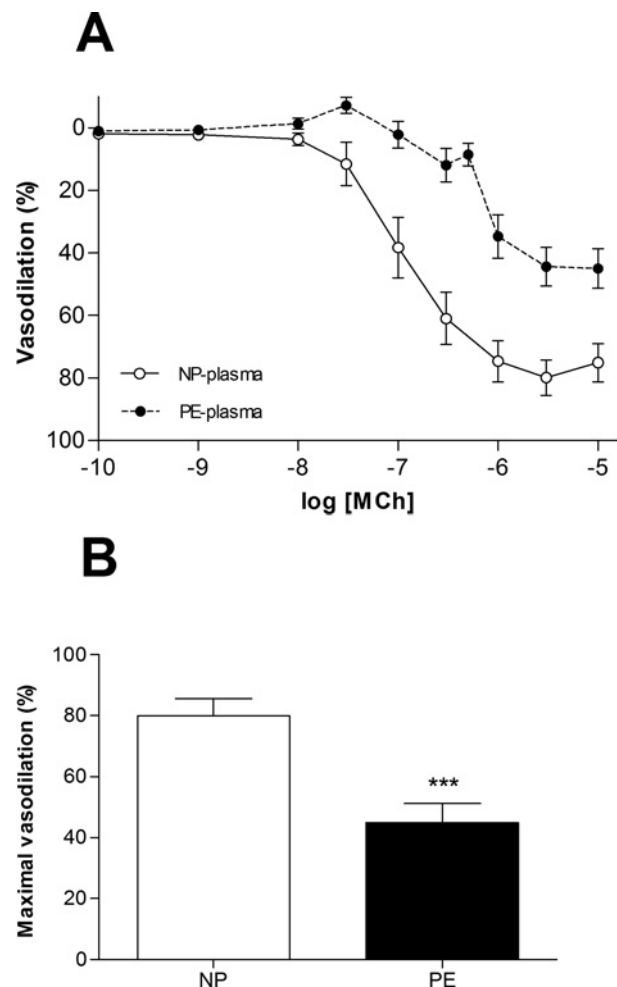 A
Vasodilation (%)
0
20
40
60
80
100
NP-plasma
PE-plasma
-10 -9 -8 -7 -6 -5
log [MCh]
B
Maximal vasodilation (%)
100
80
60
40
20
0
***
NP PE